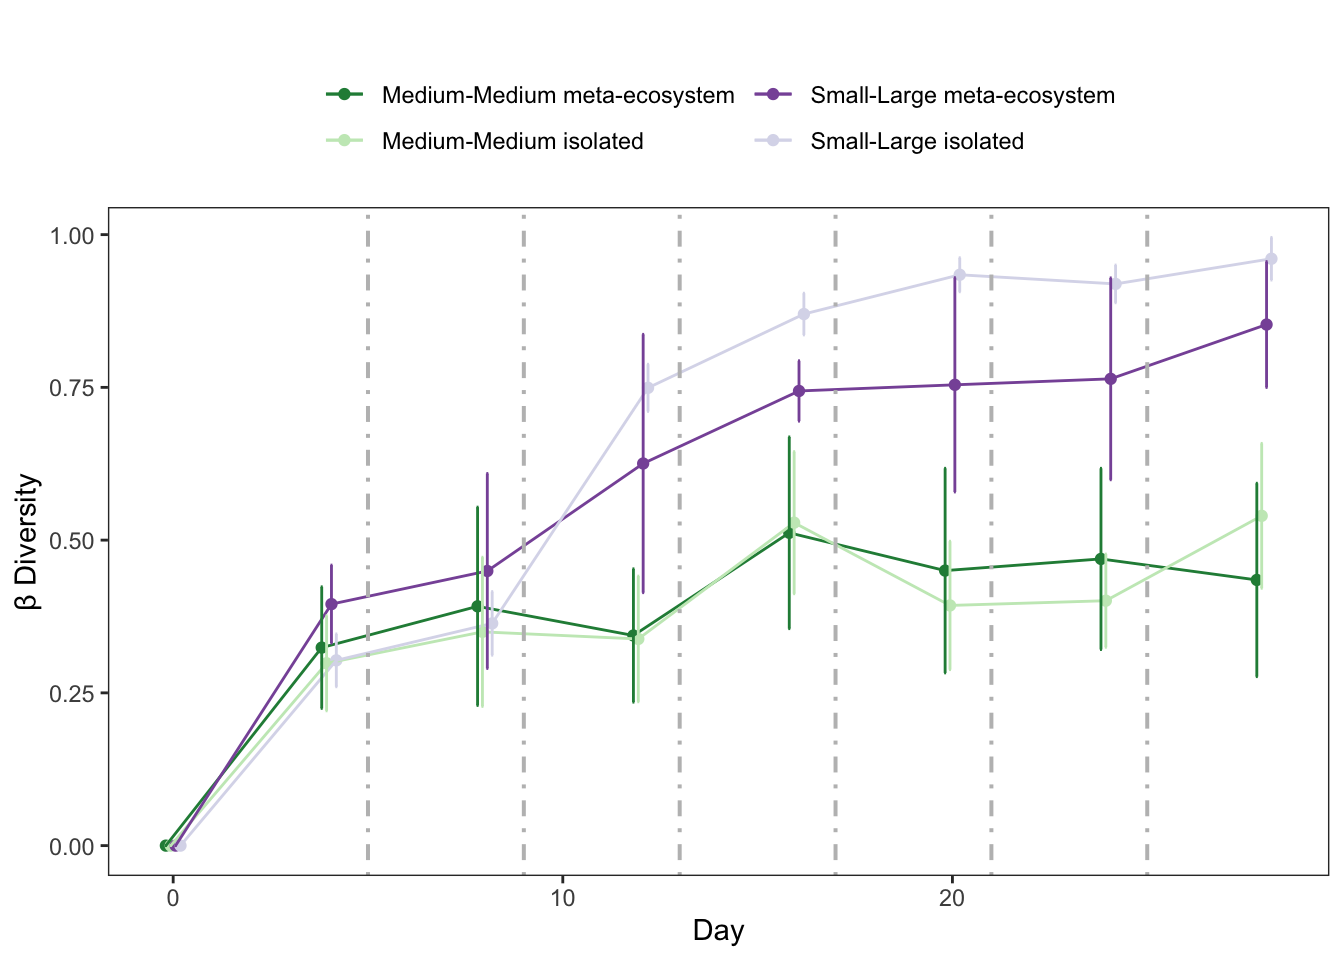 Medium-Medium meta-ecosystem Small-Large meta-ecosystem
Medium-Medium isolated Small-Large isolated
1.00
0.75
0.50
0.25
0.00
β Diversity
0 10 20
Day